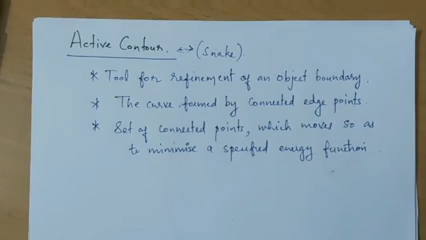 Active Contour. ↔ (Snake).
* Tool for refinement of an object boundary.
* The curve formed by connected edge points.
* Set of connected points, which moves so as
to minimise a specified energy function